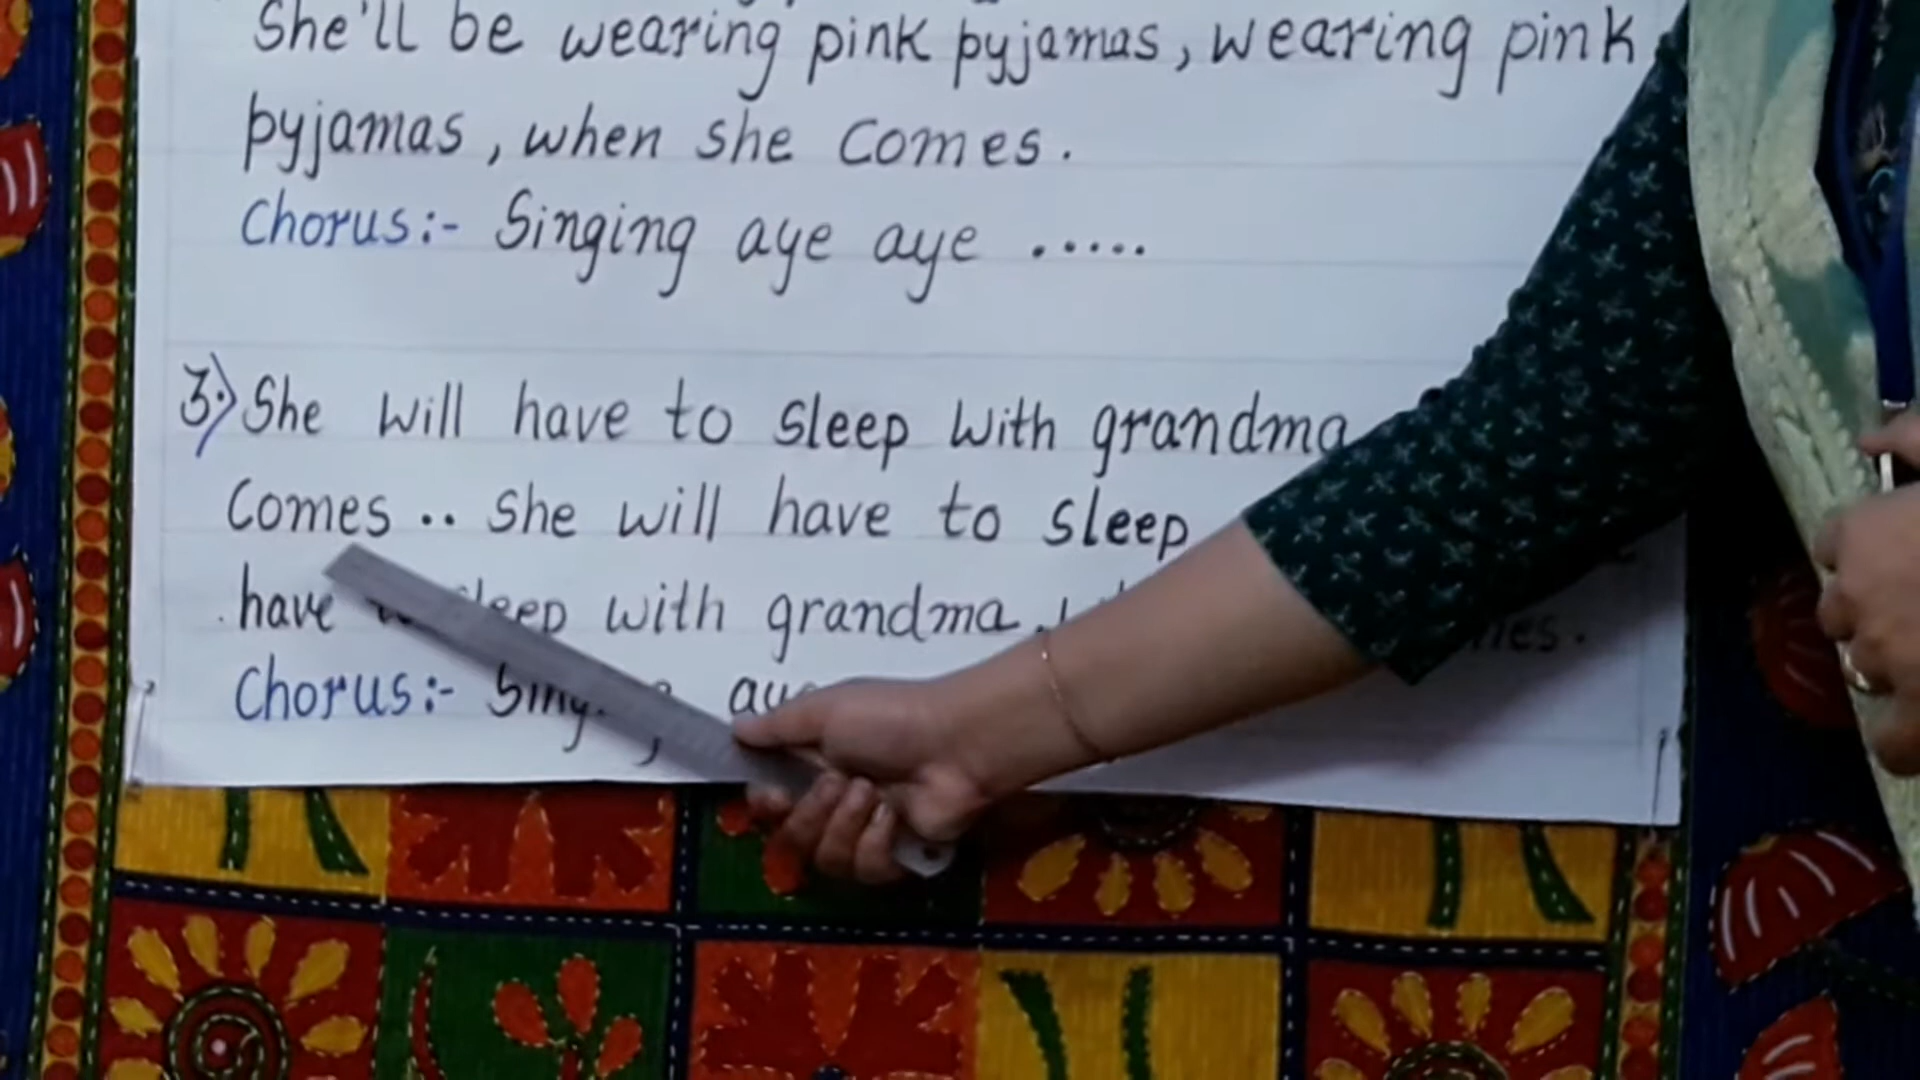 She'll be wearing pink pyjamas, wearing pink
pyjamas, when she comes.
Chorus:- Singing aye aye .....
3.) She will have to sleep with grandma
Comes .. She will have to sleep
have sleep with grandma.
Chorus:-